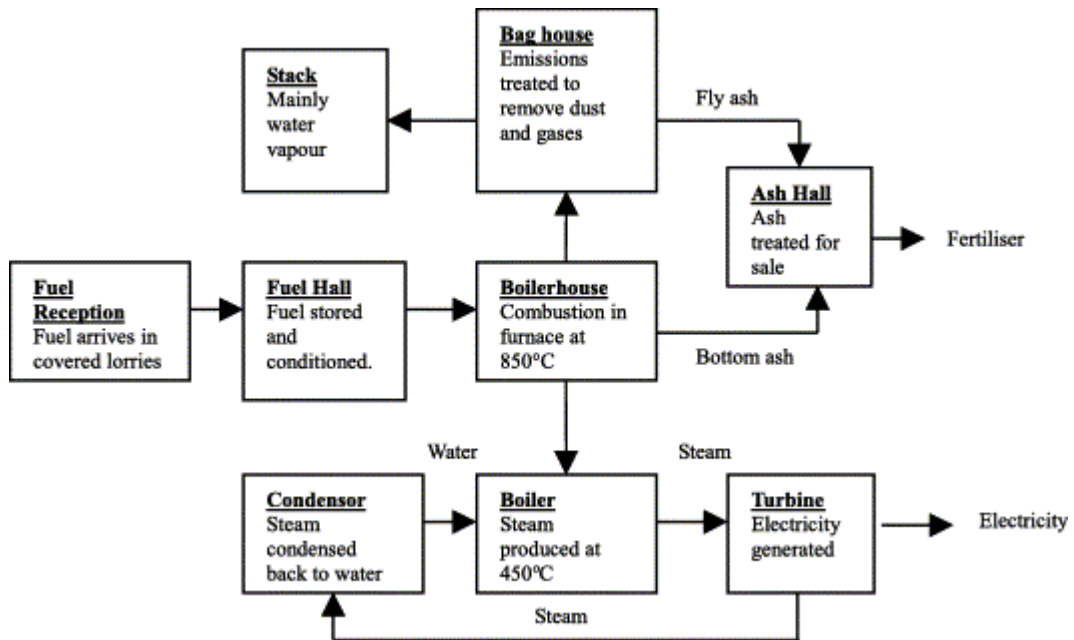 Bag house
Emissions
treated to
remove dust
and gases
Stack
Mainly
water
vapour
Fly ash
Ash Hall
Ash
treated for
sale
Fertiliser
Fuel
Reception
Fuel arrives in
covered lorries
Fuel Hall
Fuel stored
and
conditioned.
Boilerhouse
Combustion in
furnace at
850°C
Bottom ash
Water
Steam
Condensor
Steam
condensed
back to water
Boiler
Steam
produced at
450°C
Turbine
Electricity
generated
Electricity
Steam